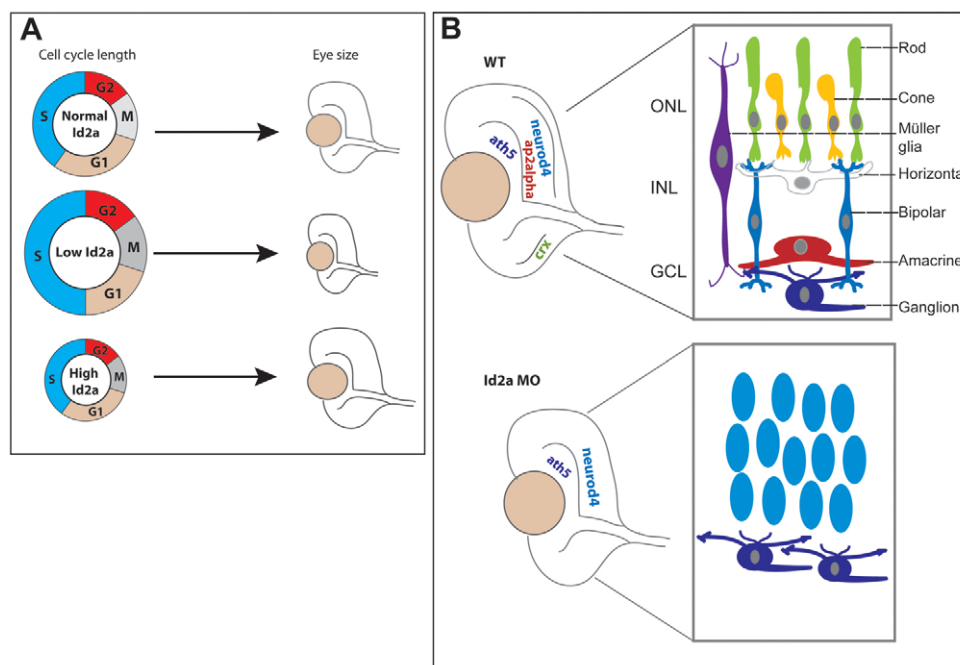 A
Cell cycle length
Eye size
G2
S
M
Normal
Id2a
G1
G2
S
M
Low Id2a
G1
G2
S
M
High
Id2a
G1
B
WT
ath5
neurod4
ap2alpha
crx
ONL
INL
GCL
Rod
Cone
Müller
glia
Horizonta
Bipolar
Amacrine
Ganglion
Id2a MO
ath5
neurod4